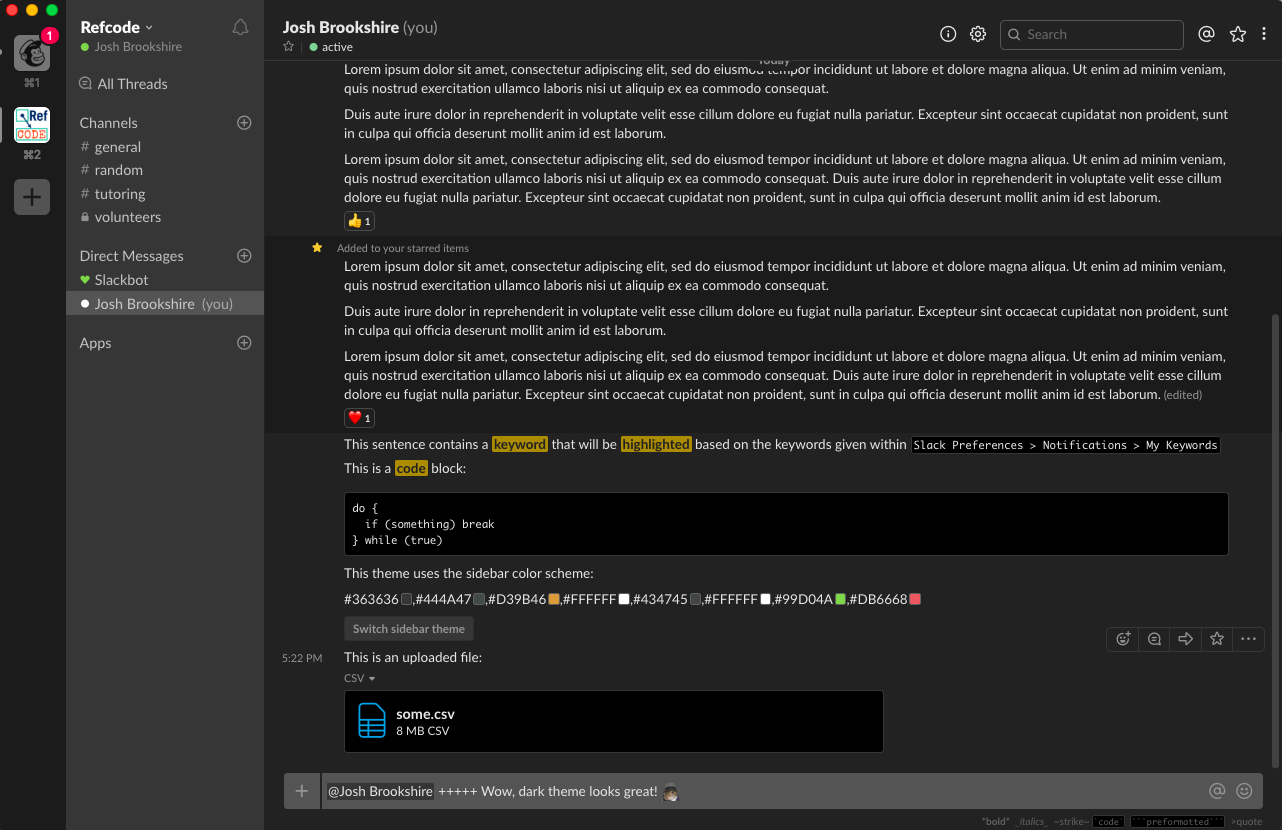 1
⌘1
Ref
CODE
⌘2
Refcode
Josh Brookshire
All Threads
Channels
# general
# random
# tutoring
volunteers
Direct Messages
Slackbot
Josh Brookshire (you)
Apps
Josh Brookshire (you)
active
Search
Today
Lorem ipsum dolor sit amet, consectetur adipiscing elit, sed do eiusmod tempor incididunt ut labore et dolore magna aliqua. Ut enim ad minim veniam,
quis nostrud exercitation ullamco laboris nisi ut aliquip ex ea commodo consequat.
Duis aute irure dolor in reprehenderit in voluptate velit esse cillum dolore eu fugiat nulla pariatur. Excepteur sint occaecat cupidatat non proident, sunt
in culpa qui officia deserunt mollit anim id est laborum.
Lorem ipsum dolor sit amet, consectetur adipiscing elit, sed do eiusmod tempor incididunt ut labore et dolore magna aliqua. Ut enim ad minim veniam,
quis nostrud exercitation ullamco laboris nisi ut aliquip ex ea commodo consequat. Duis aute irure dolor in reprehenderit in voluptate velit esse cillum
dolore eu fugiat nulla pariatur. Excepteur sint occaecat cupidatat non proident, sunt in culpa qui officia deserunt mollit anim id est laborum.
👍 1
Added to your starred items
Lorem ipsum dolor sit amet, consectetur adipiscing elit, sed do eiusmod tempor incididunt ut labore et dolore magna aliqua. Ut enim ad minim veniam,
quis nostrud exercitation ullamco laboris nisi ut aliquip ex ea commodo consequat.
Duis aute irure dolor in reprehenderit in voluptate velit esse cillum dolore eu fugiat nulla pariatur. Excepteur sint occaecat cupidatat non proident, sunt
in culpa qui officia deserunt mollit anim id est laborum.
Lorem ipsum dolor sit amet, consectetur adipiscing elit, sed do eiusmod tempor incididunt ut labore et dolore magna aliqua. Ut enim ad minim veniam,
quis nostrud exercitation ullamco laboris nisi ut aliquip ex ea commodo consequat. Duis aute irure dolor in reprehenderit in voluptate velit esse cillum
dolore eu fugiat nulla pariatur. Excepteur sint occaecat cupidatat non proident, sunt in culpa qui officia deserunt mollit anim id est laborum. (edited)
❤️ 1
This sentence contains a keyword that will be highlighted based on the keywords given within Slack Preferences > Notifications > My Keywords
This is a code block:
do {
  if (something) break
} while (true)
This theme uses the sidebar color scheme:
#363636,#444A47,#D39B46,#FFFFFF,#434745,#FFFFFF,#99D04A,#DB6668
Switch sidebar theme
5:22 PM This is an uploaded file:
CSV
some.csv
8 MB CSV
@Josh Brookshire +++++ Wow, dark theme looks great!
*bold* _italics_ ~strike~ `code` ```preformatted``` >quote